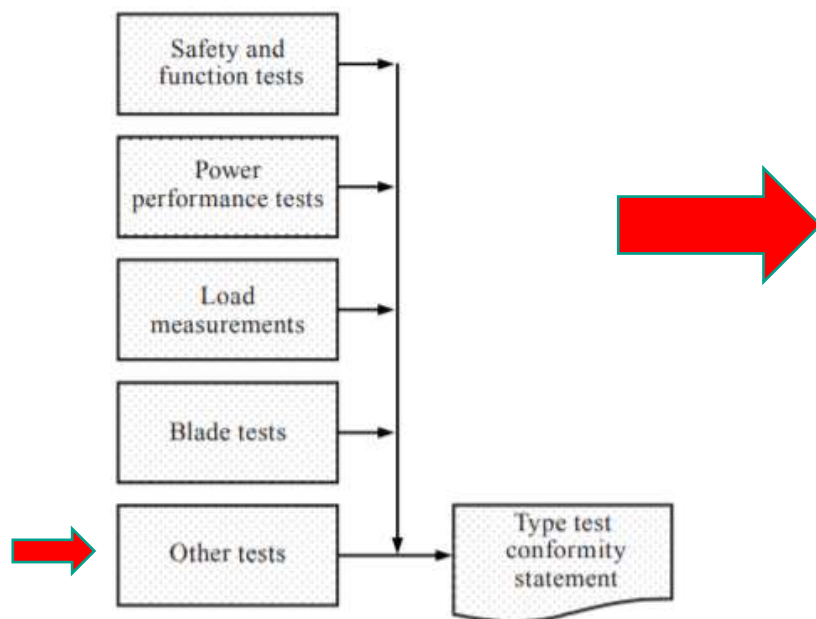 Safety and
function tests
Power
performance tests
Load
measurements
Blade tests
Other tests
Type test
conformity
statement